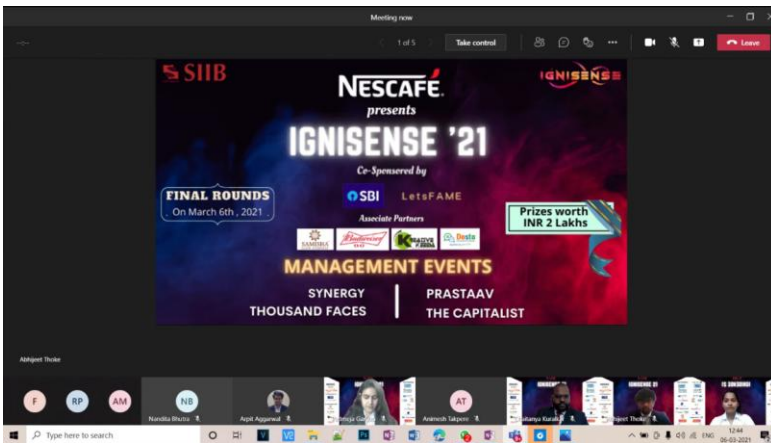 Meeting now
1 of 5
Take control
Leave
SIIB
IGNISENSE
NESCAFÉ.
presents
IGNISENSE '21
Co-Sponsored by
SBI LetsFAME
FINAL ROUNDS
On March 6th , 2021 .
Prizes worth
INR 2 Lakhs
Associate Partners
Budweiser
MANAGEMENT EVENTS
SYNERGY
THOUSAND FACES
PRASTAAV
THE CAPITALIST
Abhijeet Thoke
F
RP
AM
NB
AT
Nandita Bhutra
Arpit Aggarwal
Animesh Takpere
Type here to search
ENG
12:44
06-03-2021